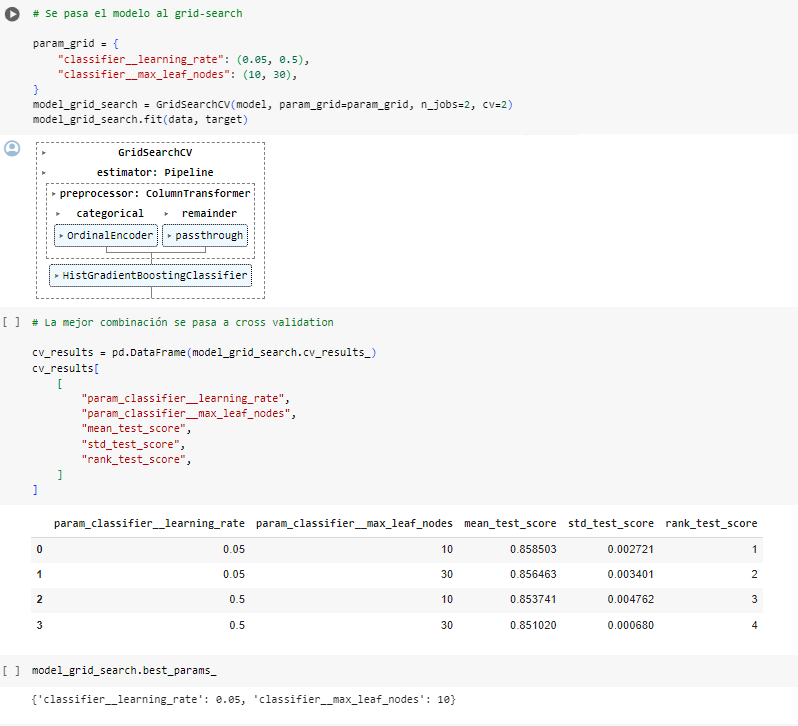 # Se pasa el modelo al grid-search
param_grid = {
    "classifier__learning_rate": (0.05, 0.5),
    "classifier__max_leaf_nodes": (10, 30),
}
model_grid_search = GridSearchCV(model, param_grid=param_grid, n_jobs=2, cv=2)
model_grid_search.fit(data, target)
GridSearchCV
estimator: Pipeline
preprocessor: ColumnTransformer
categorical remainder
OrdinalEncoder passthrough
HistGradientBoostingClassifier
[ ] # La mejor combinación se pasa a cross validation
cv_results = pd.DataFrame(model_grid_search.cv_results_)
cv_results[
    [
        "param_classifier__learning_rate",
        "param_classifier__max_leaf_nodes",
        "mean_test_score",
        "std_test_score",
        "rank_test_score",
    ]
]
param_classifier__learning_rate param_classifier__max_leaf_nodes mean_test_score std_test_score rank_test_score
0 0.05 10 0.858503 0.002721 1
1 0.05 30 0.856463 0.003401 2
2 0.5 10 0.853741 0.004762 3
3 0.5 30 0.851020 0.000680 4
[ ] model_grid_search.best_params_
{'classifier__learning_rate': 0.05, 'classifier__max_leaf_nodes': 10}